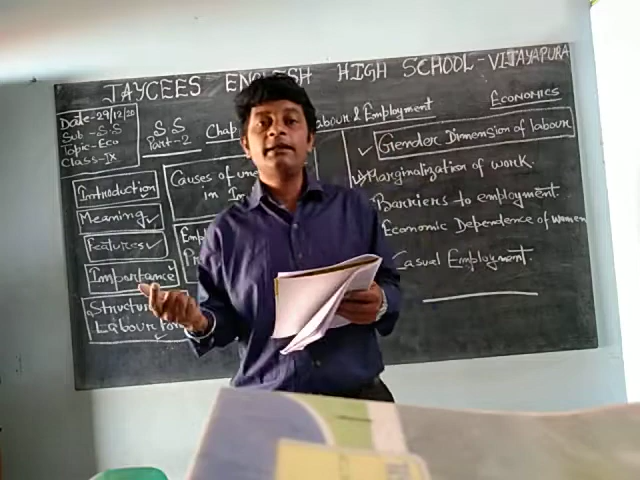 JAYCEES ENGLISH HIGH SCHOOL - VIJAYAPURA
Date - 29/12/20
Sub - S.S
Topic - Eco
Class - IX
S S
Part - 2
Chap
Labour & Employment
ECONOMICS
Introduction
Meaning
Features
Importance
Labour
Causes of
in
Gender Dimension of labour
Marginalization of work.
Barriers to employment.
Economic Dependence of women
Casual Employment.